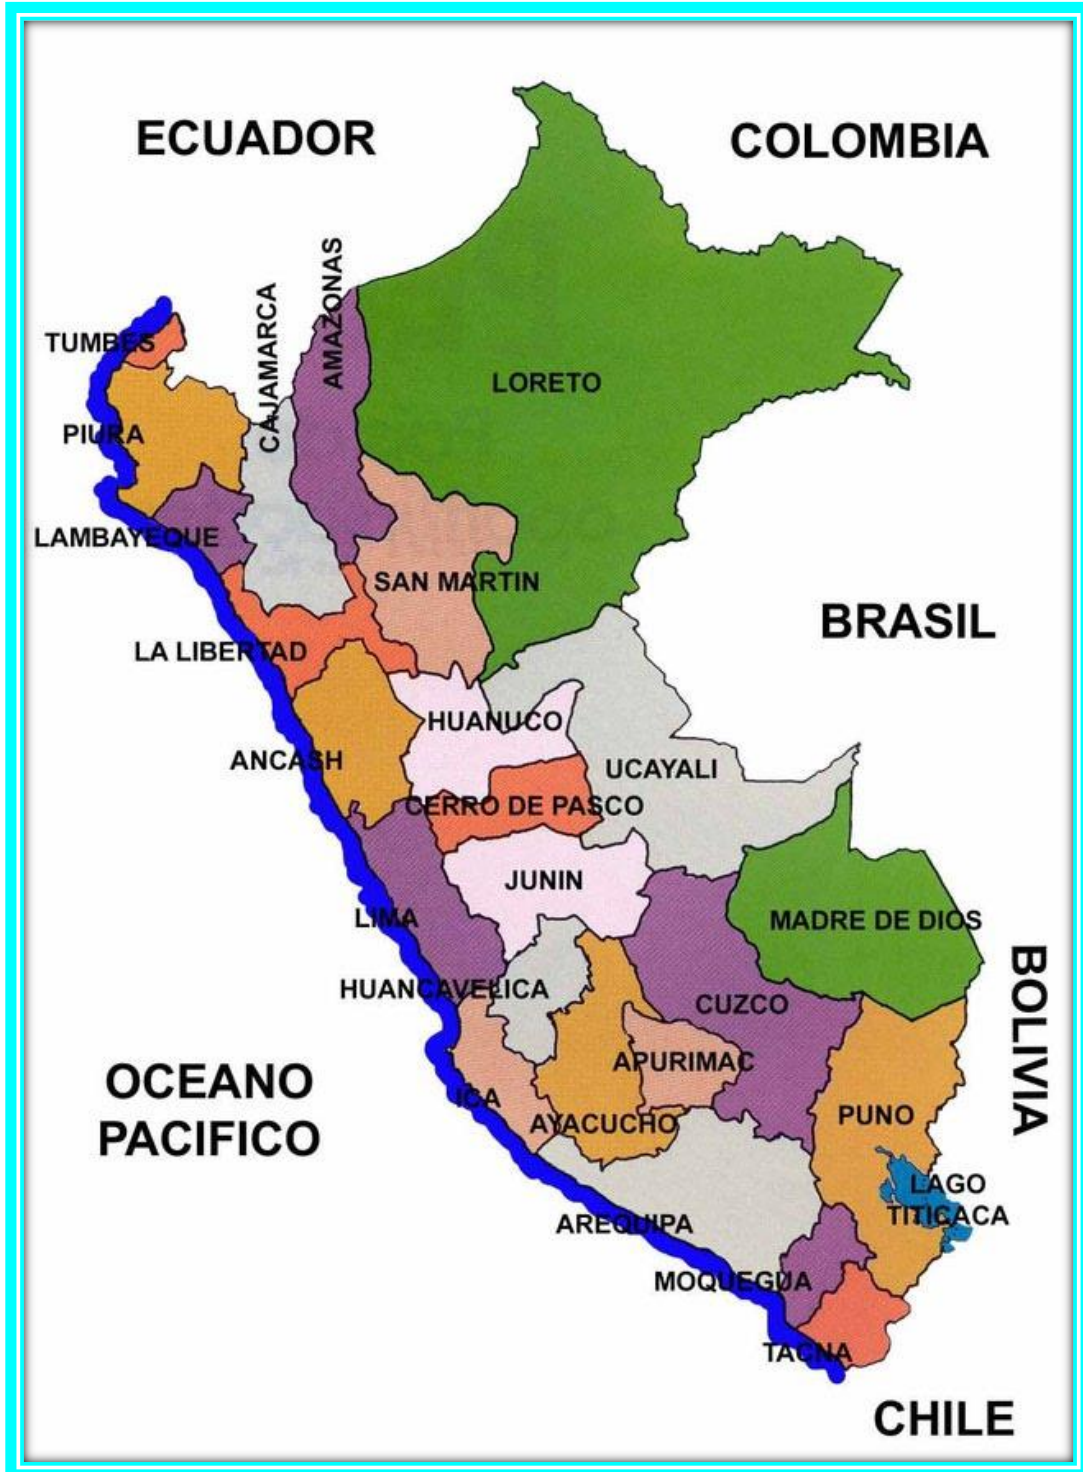 ECUADOR
COLOMBIA
AMAZONAS
CAJAMARCA
TUMBES
LORETO
PIURA
LAMBAYEQUE
SAN MARTIN
BRASIL
LA LIBERTAD
HUANUCO
ANCASH
UCAYALI
CERRO DE PASCO
JUNIN
LIMA
MADRE DE DIOS
HUANCAVELICA
CUZCO
BOLIVIA
APURIMAC
OCEANO
PACIFICO
ICA
AYACUCHO
PUNO
LAGO
TITICACA
AREQUIPA
MOQUEGUA
TACNA
CHILE